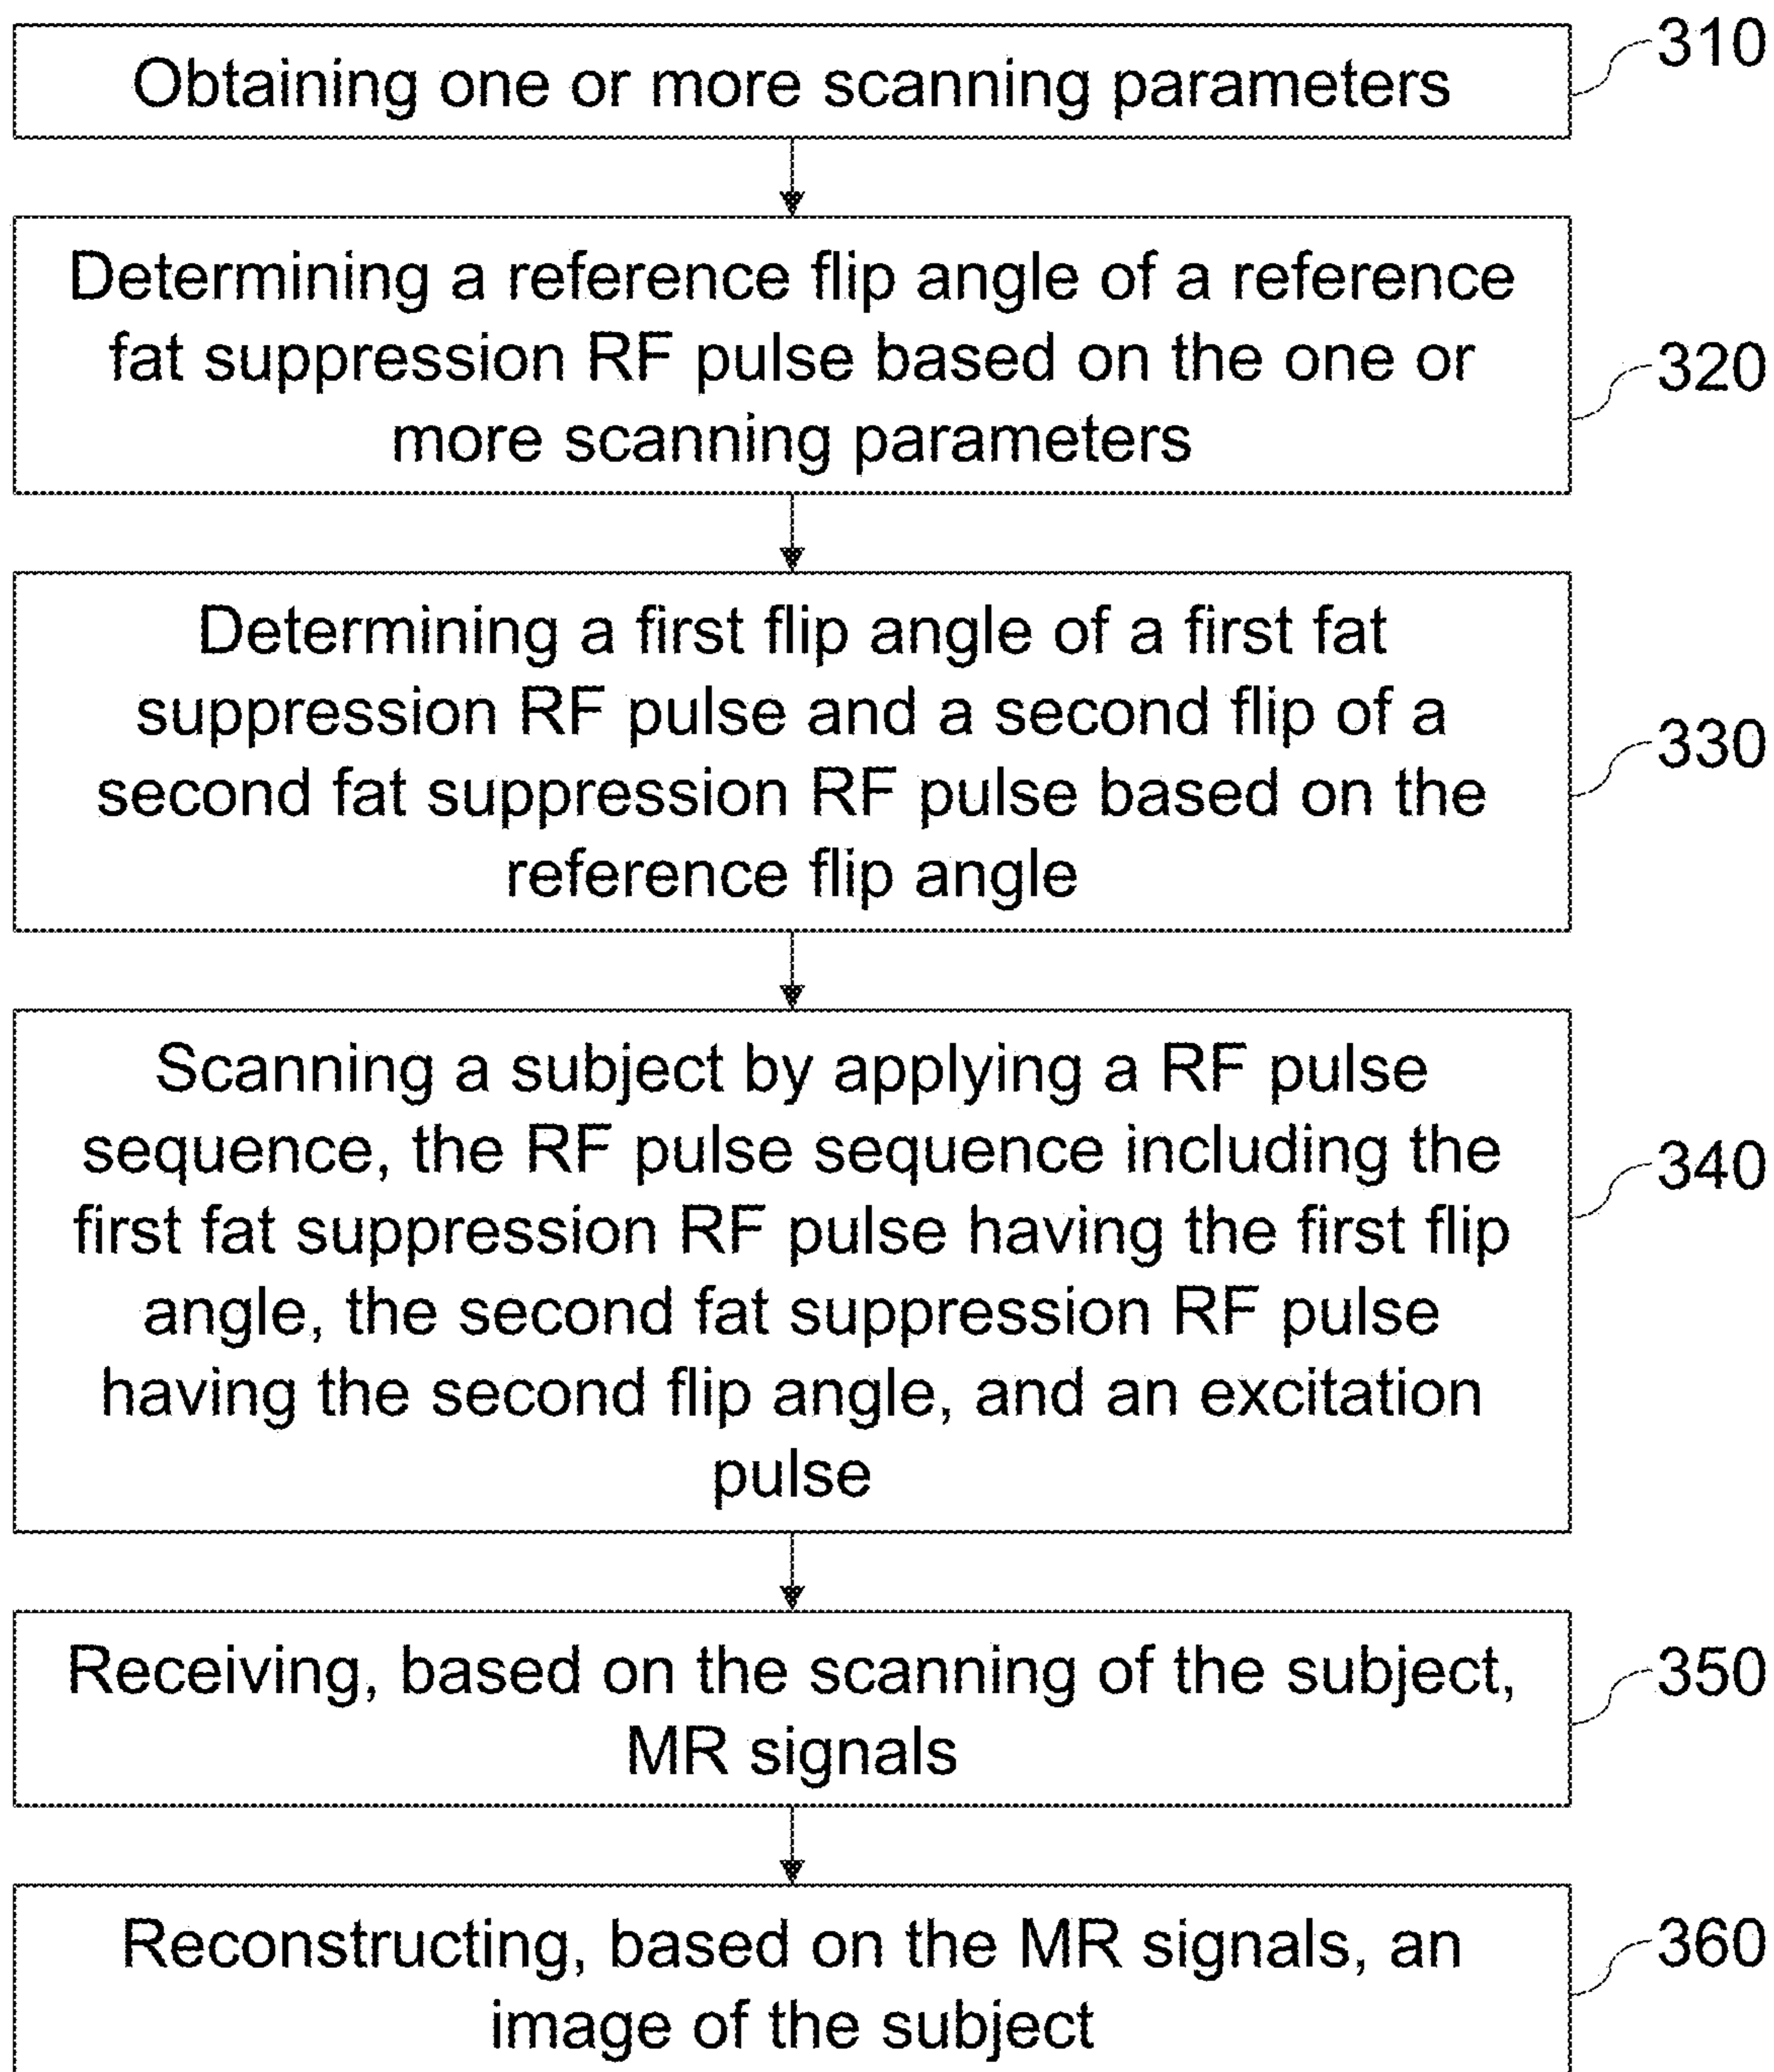 Obtaining one or more scanning parameters
310
Determining a reference flip angle of a reference
fat suppression RF pulse based on the one or
more scanning parameters
320
Determining a first flip angle of a first fat
suppression RF pulse and a second flip of a
second fat suppression RF pulse based on the
reference flip angle
330
Scanning a subject by applying a RF pulse
sequence, the RF pulse sequence including the
first fat suppression RF pulse having the first flip
angle, the second fat suppression RF pulse
having the second flip angle, and an excitation
pulse
340
Receiving, based on the scanning of the subject,
MR signals
350
Reconstructing, based on the MR signals, an
image of the subject
360